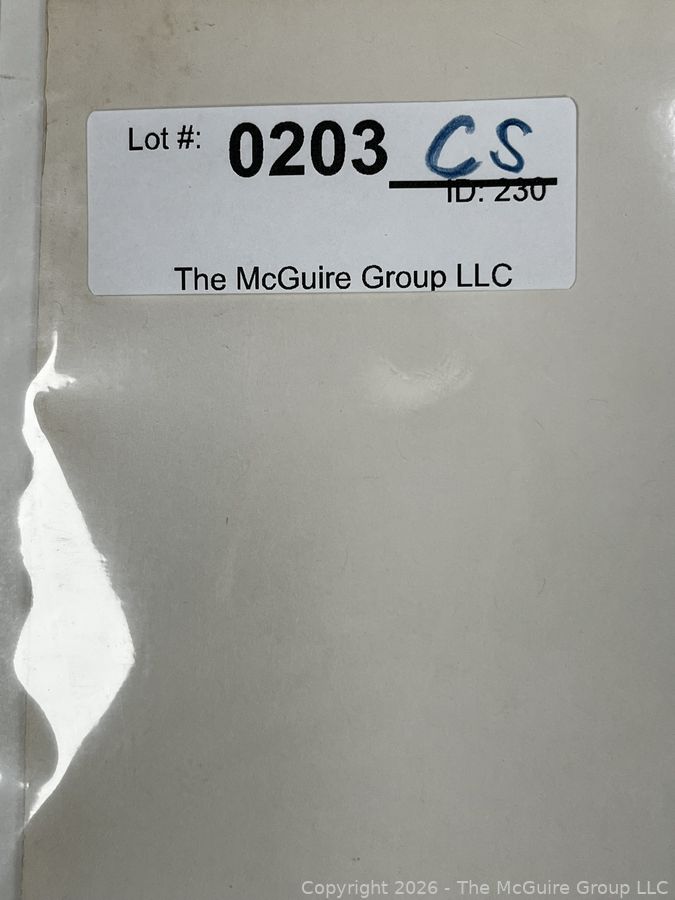 Lot #: 0203 CS
ID: 230
The McGuire Group LLC
Copyright 2026 - The McGuire Group LLC